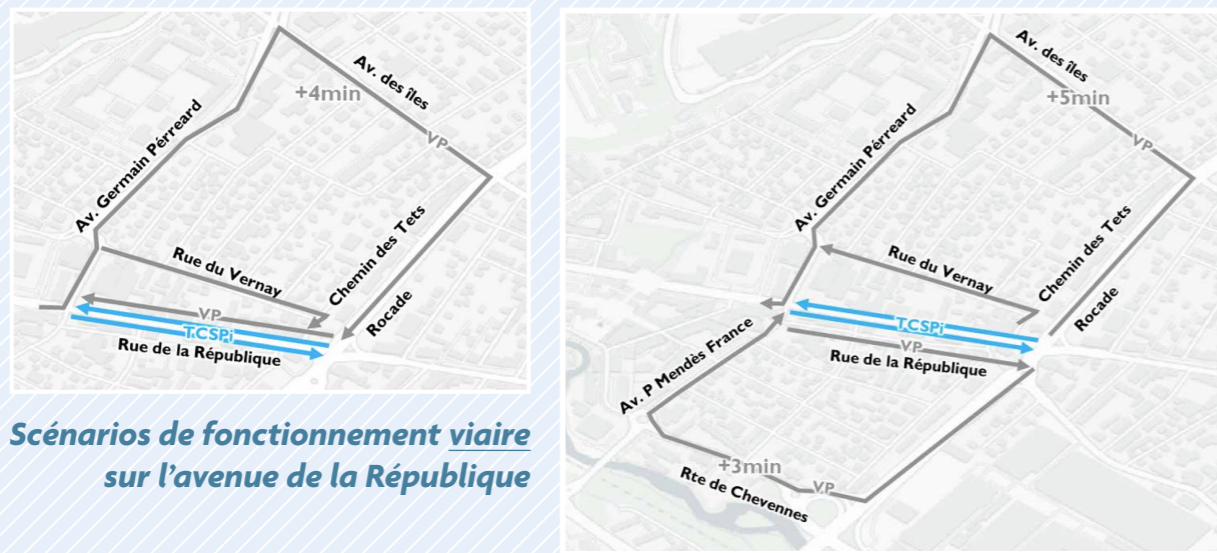 Av. des îles
+4min
VP
Av. Germain Pérreard
Chemin des Tets
Rue du Vernay
Rocade
VP
TCSPi
Rue de la République
Scénarios de fonctionnement viaire
sur l'avenue de la République
Av. des îles
+5min
VP
Av. Germain Pérreard
Chemin des Tets
Rue du Vernay
Rocade
TCSPi
VP
Rue de la République
Av. P Mendès France
+3min
VP
Rte de Chevennes